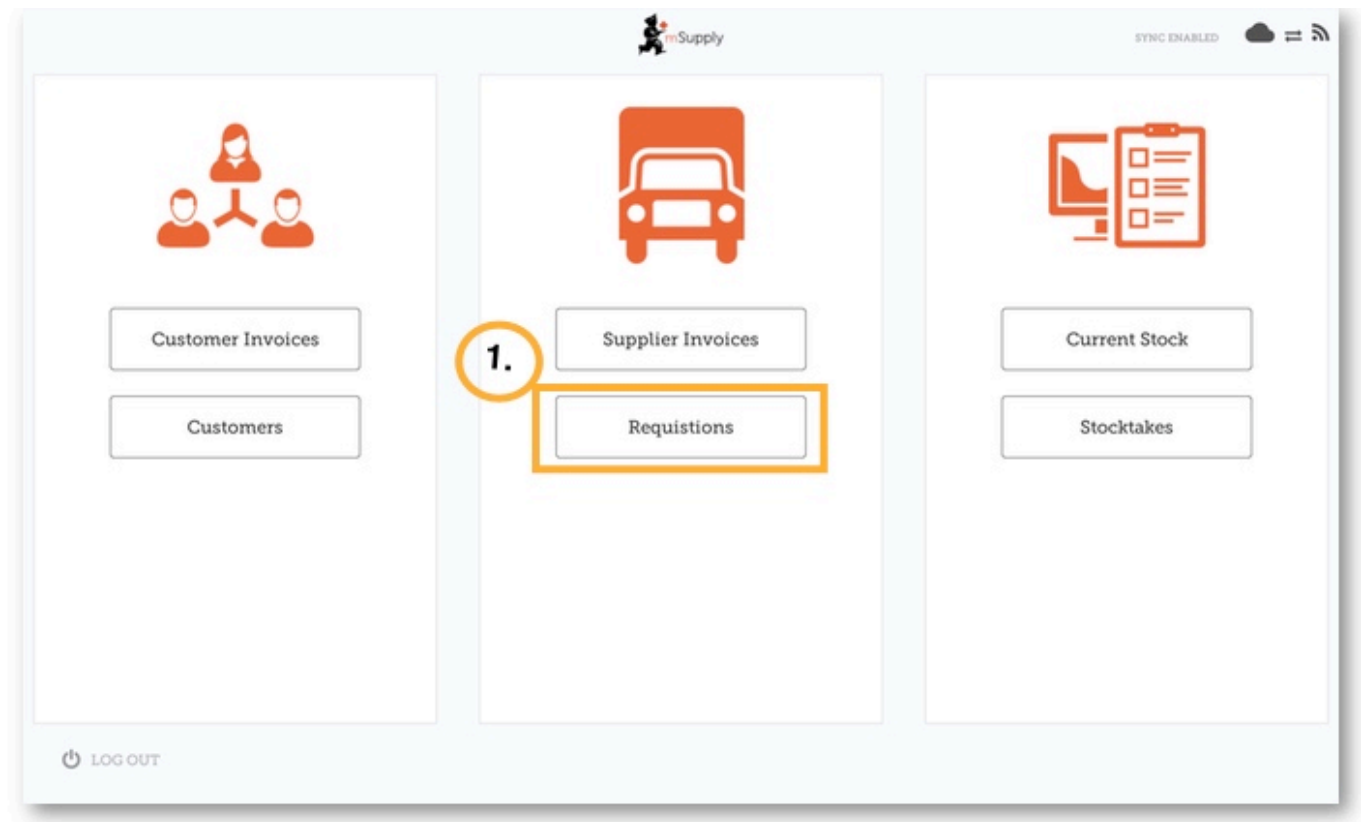 mSupply
SYNC ENABLED
Customer Invoices
Customers
1.
Supplier Invoices
Requistions
Current Stock
Stocktakes
LOG OUT